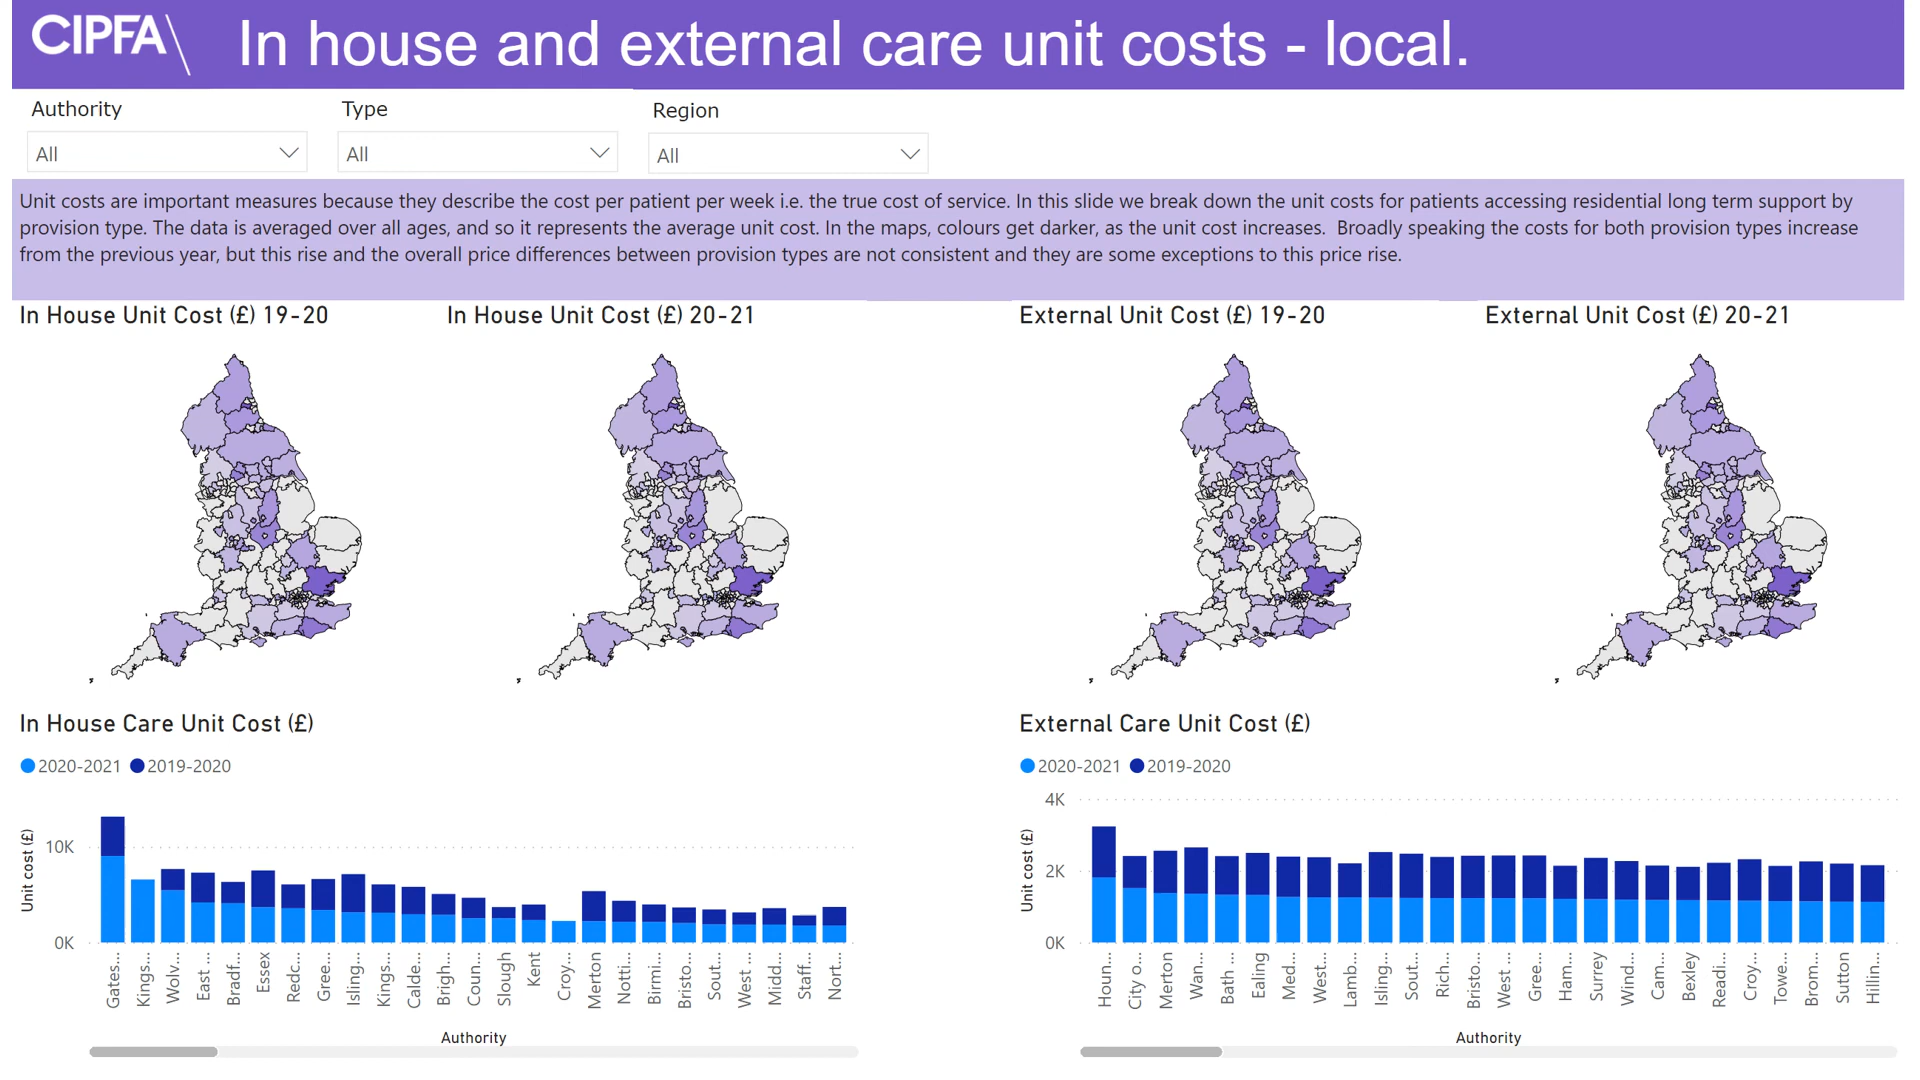 CIPFA
In house and external care unit costs - local.
Authority
Type
Region
All
All
All
Unit costs are important measures because they describe the cost per patient per week i.e. the true cost of service. In this slide we break down the unit costs for patients accessing residential long term support by
provision type. The data is averaged over all ages, and so it represents the average unit cost. In the maps, colours get darker, as the unit cost increases.  Broadly speaking the costs for both provision types increase
from the previous year, but this rise and the overall price differences between provision types are not consistent and they are some exceptions to this price rise.
In House Unit Cost (£) 19-20
In House Unit Cost (£) 20-21
External Unit Cost (£) 19-20
External Unit Cost (£) 20-21
In House Care Unit Cost (£)
2020-2021
2019-2020
Unit cost (£)
10K
0K
Gates...
Kings...
Wolv...
East ...
Bradf...
Essex
Redc...
Gree...
Isling...
Kings...
Calde...
Brigh...
Coun...
Slough
Kent
Croy...
Merton
Notti...
Birmi...
Bristo...
Sout...
West ...
Midd...
Staff...
Nort...
Authority
External Care Unit Cost (£)
2020-2021
2019-2020
Unit cost (£)
4K
2K
0K
Houn...
City o...
Merton
Wan...
Bath ...
Ealing
Med...
West...
Lamb...
Isling...
Sout...
Rich...
Bristo...
West ...
Gree...
Ham...
Surrey
Wind...
Cam...
Bexley
Readi...
Croy...
Towe...
Brom...
Sutton
Hillin...
Authority